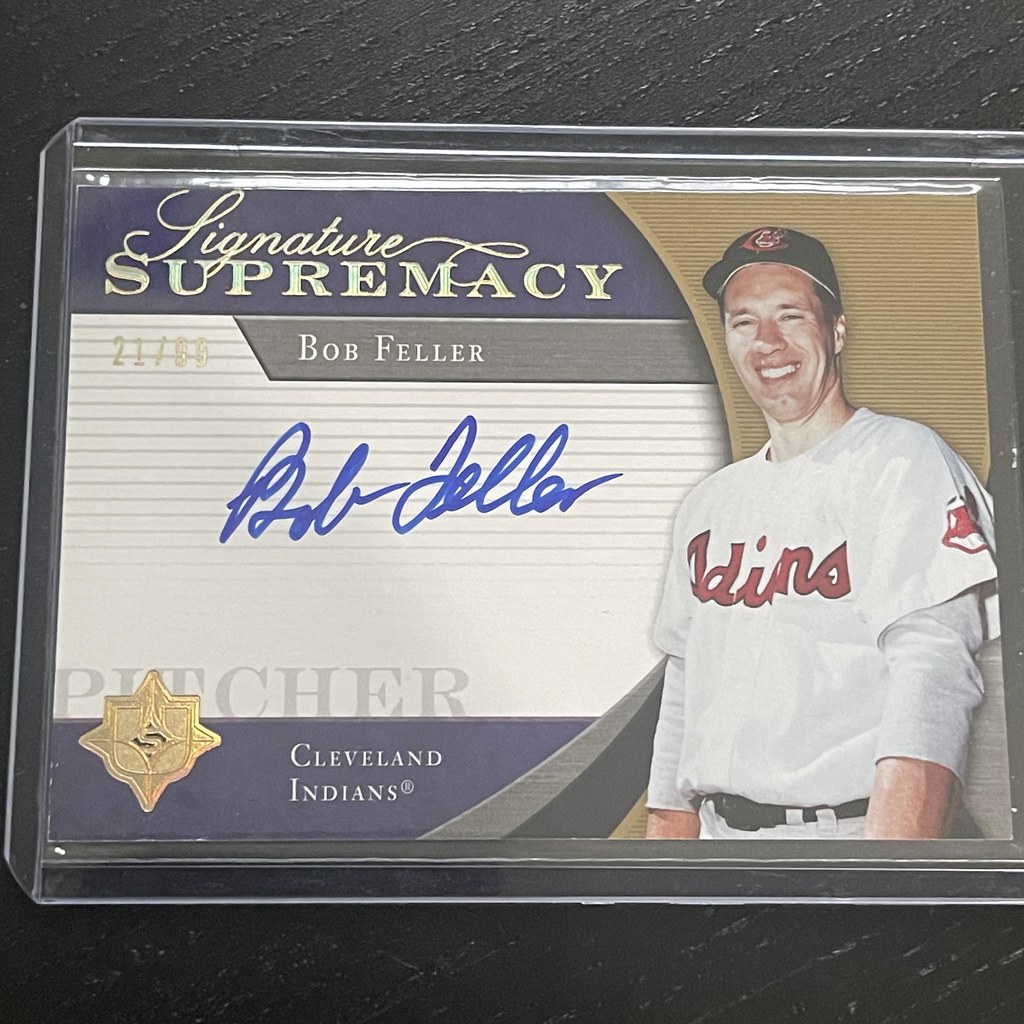 Signature
SUPREMACY
21/99
BOB FELLER
Bob Feller
Indians
PITCHER
CLEVELAND
INDIANS®